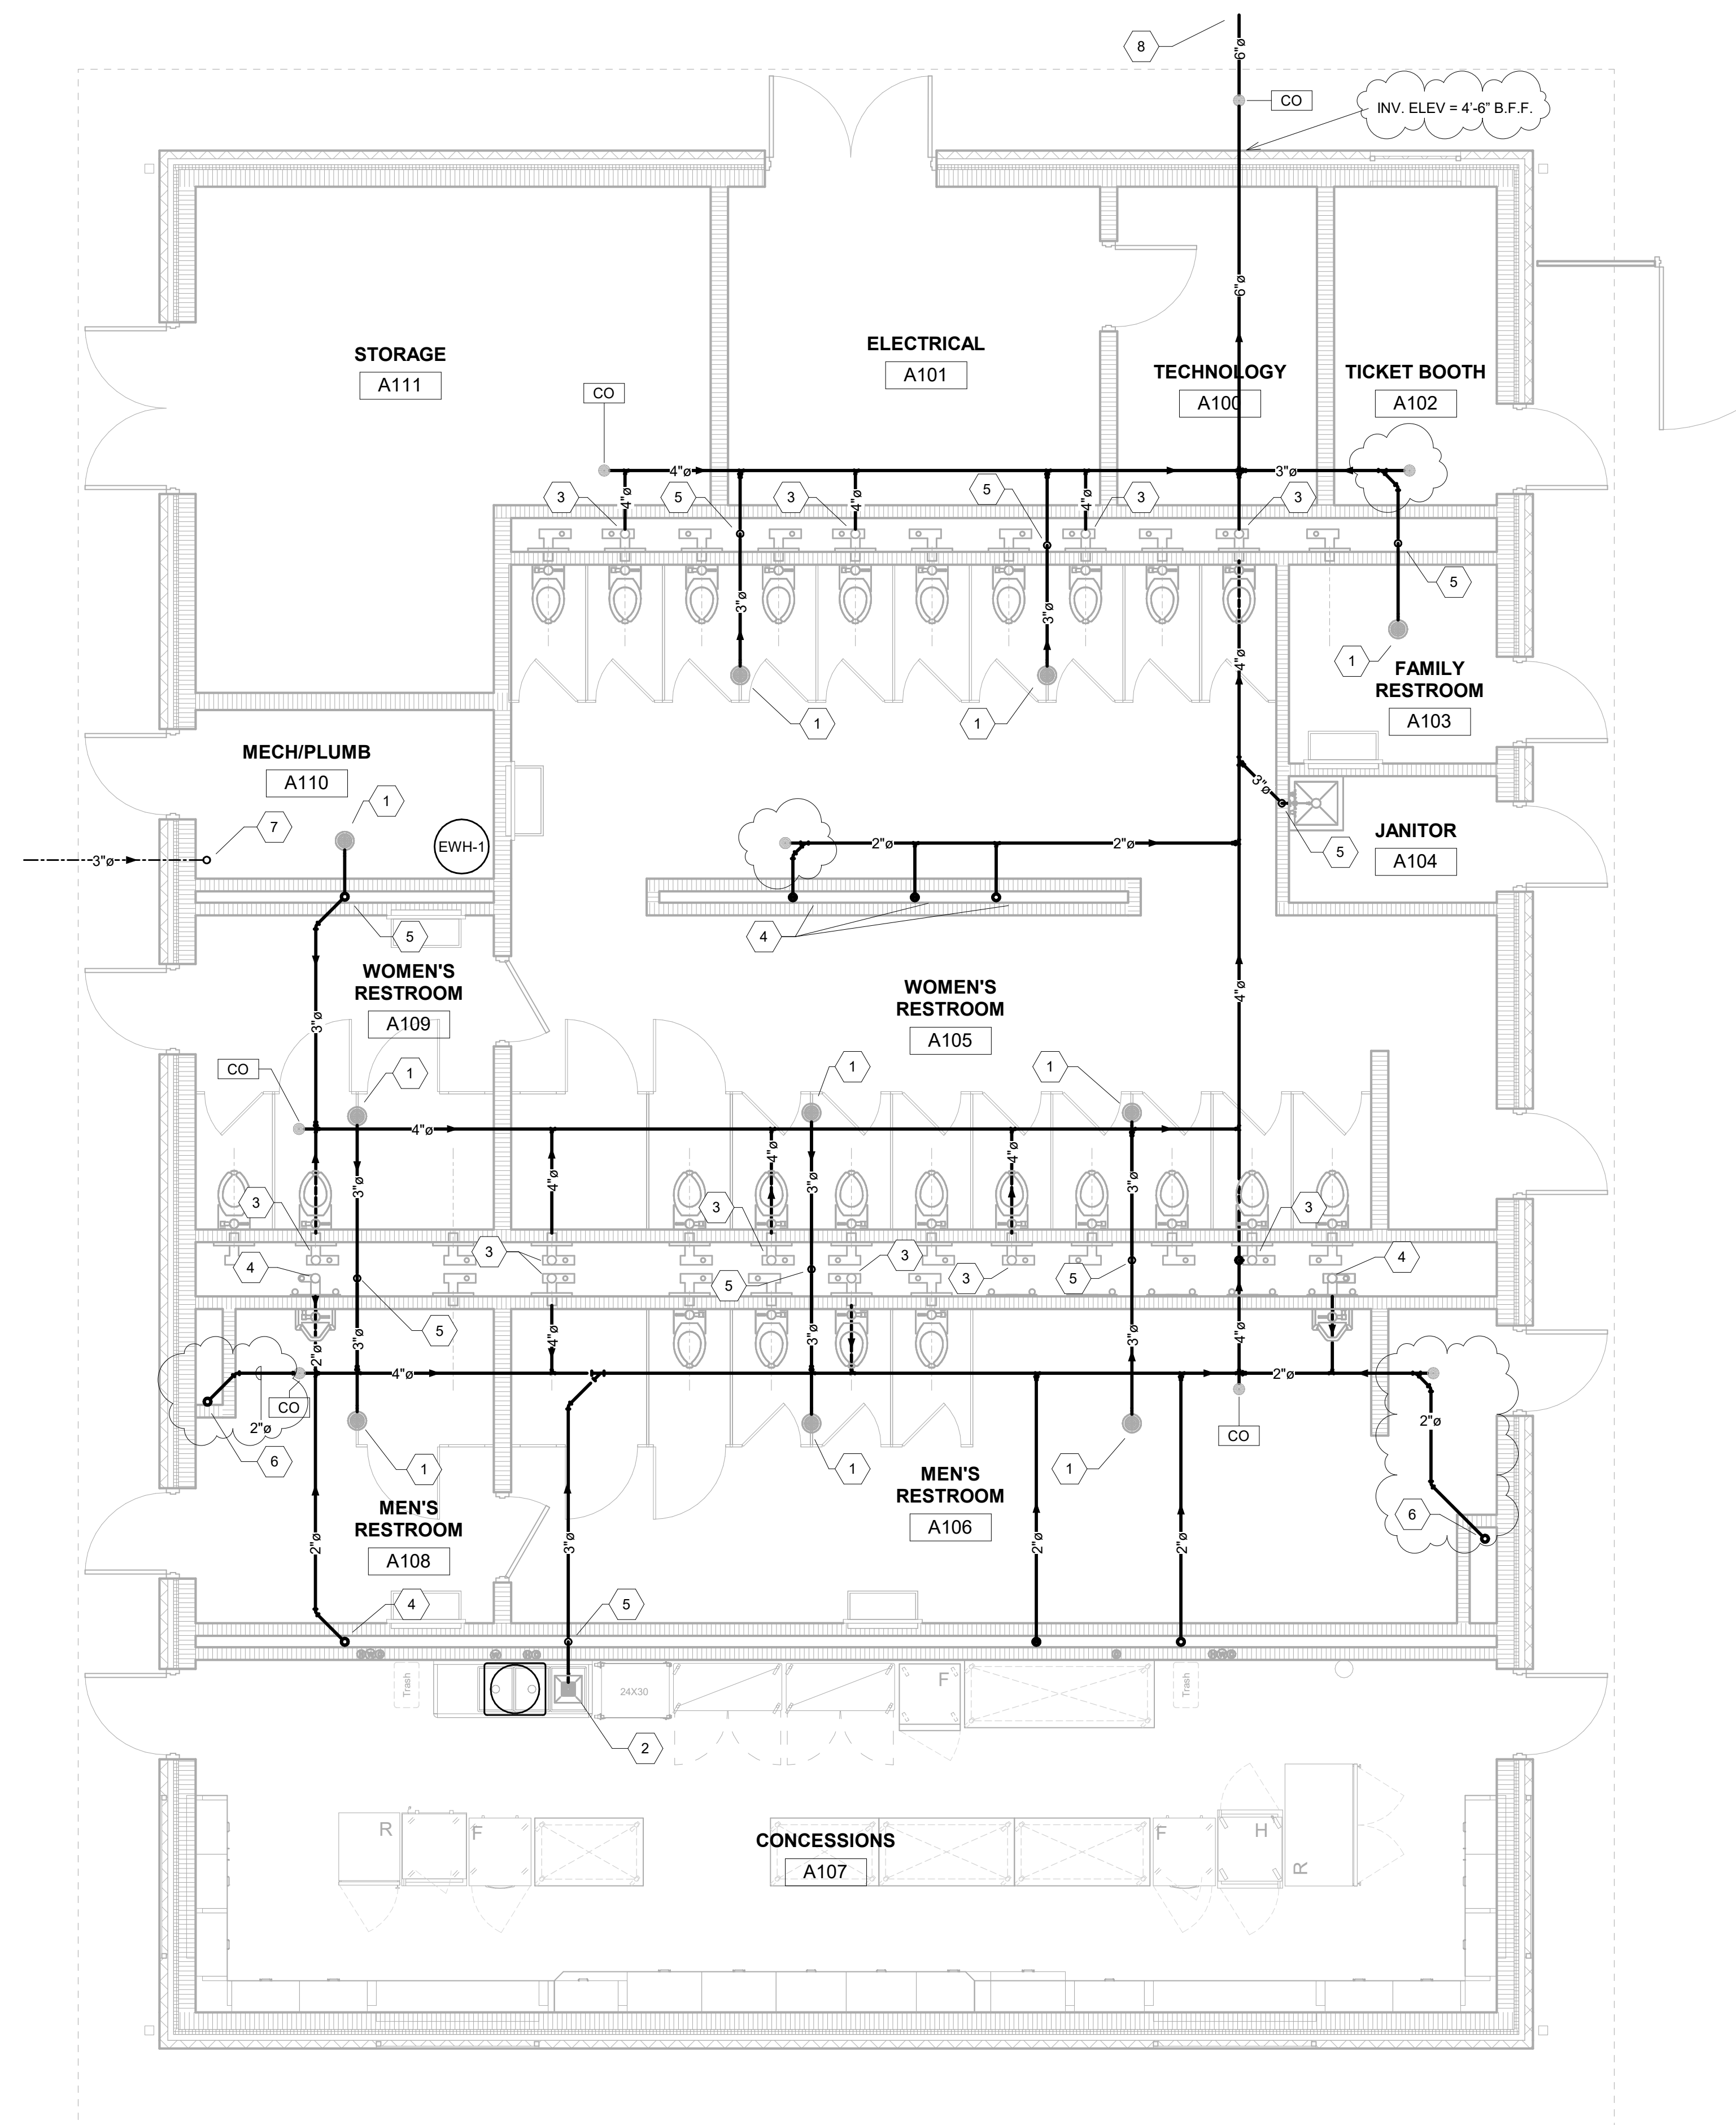 8
6"ø
CO
INV. ELEV = 4'-6" B.F.F.
6"ø
STORAGE
A111
ELECTRICAL
A101
TECHNOLOGY
A100
TICKET BOOTH
A102
CO
4"ø
3"ø
3
4"ø
5
3
4"ø
5
4"ø
3
3
3"ø
3"ø
5
4"ø
1
FAMILY
RESTROOM
A103
1
1
MECH/PLUMB
A110
1
3"ø
7
EWH-1
3"ø
2"ø
2"ø
JANITOR
A104
5
5
4
WOMEN'S
RESTROOM
A109
WOMEN'S
RESTROOM
A105
3"ø
4"ø
CO
1
1
1
4"ø
4"ø
4"ø
4"ø
3"ø
3"ø
3"ø
3
3
3
3
3
4
4
5
3
5
5
2"ø
3"ø
4"ø
3"ø
3"ø
4"ø
4"ø
2"ø
CO
2"ø
6
1
1
1
CO
2"ø
6
MEN'S
RESTROOM
A108
MEN'S
RESTROOM
A106
2"ø
3"ø
2"ø
2"ø
4
5
Trash
24X30
F
Trash
2
R
F
CONCESSIONS
A107
F
H
R